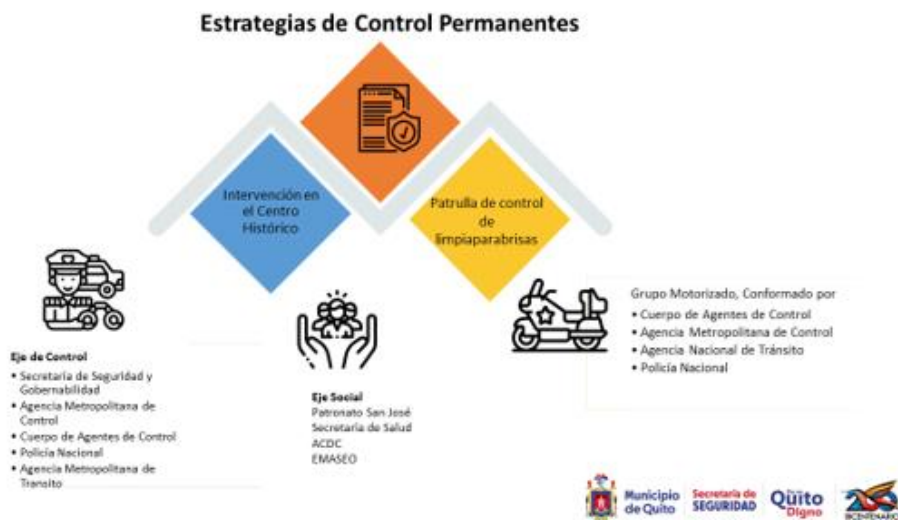 Estrategias de Control Permanentes
Intervención en
el Centro
Histórico
Patrulla de control
de
limpiaparabrisas
Eje de Control
• Secretaría de Seguridad y
Gobernabilidad
• Agencia Metropolitana de
Control
• Cuerpo de Agentes de Control
• Policía Nacional
• Agencia Metropolitana de
Transito
Eje Social
Patronato San José
Secretaría de Salud
ACDC
EMASEO
Grupo Motorizado, Conformado por
• Cuerpo de Agentes de Control
• Agencia Metropolitana de Control
• Agencia Nacional de Tránsito
• Policía Nacional
Municipio
de Quito
Secretaría de
SEGURIDAD
Quito
Digno
BICENTENARIO